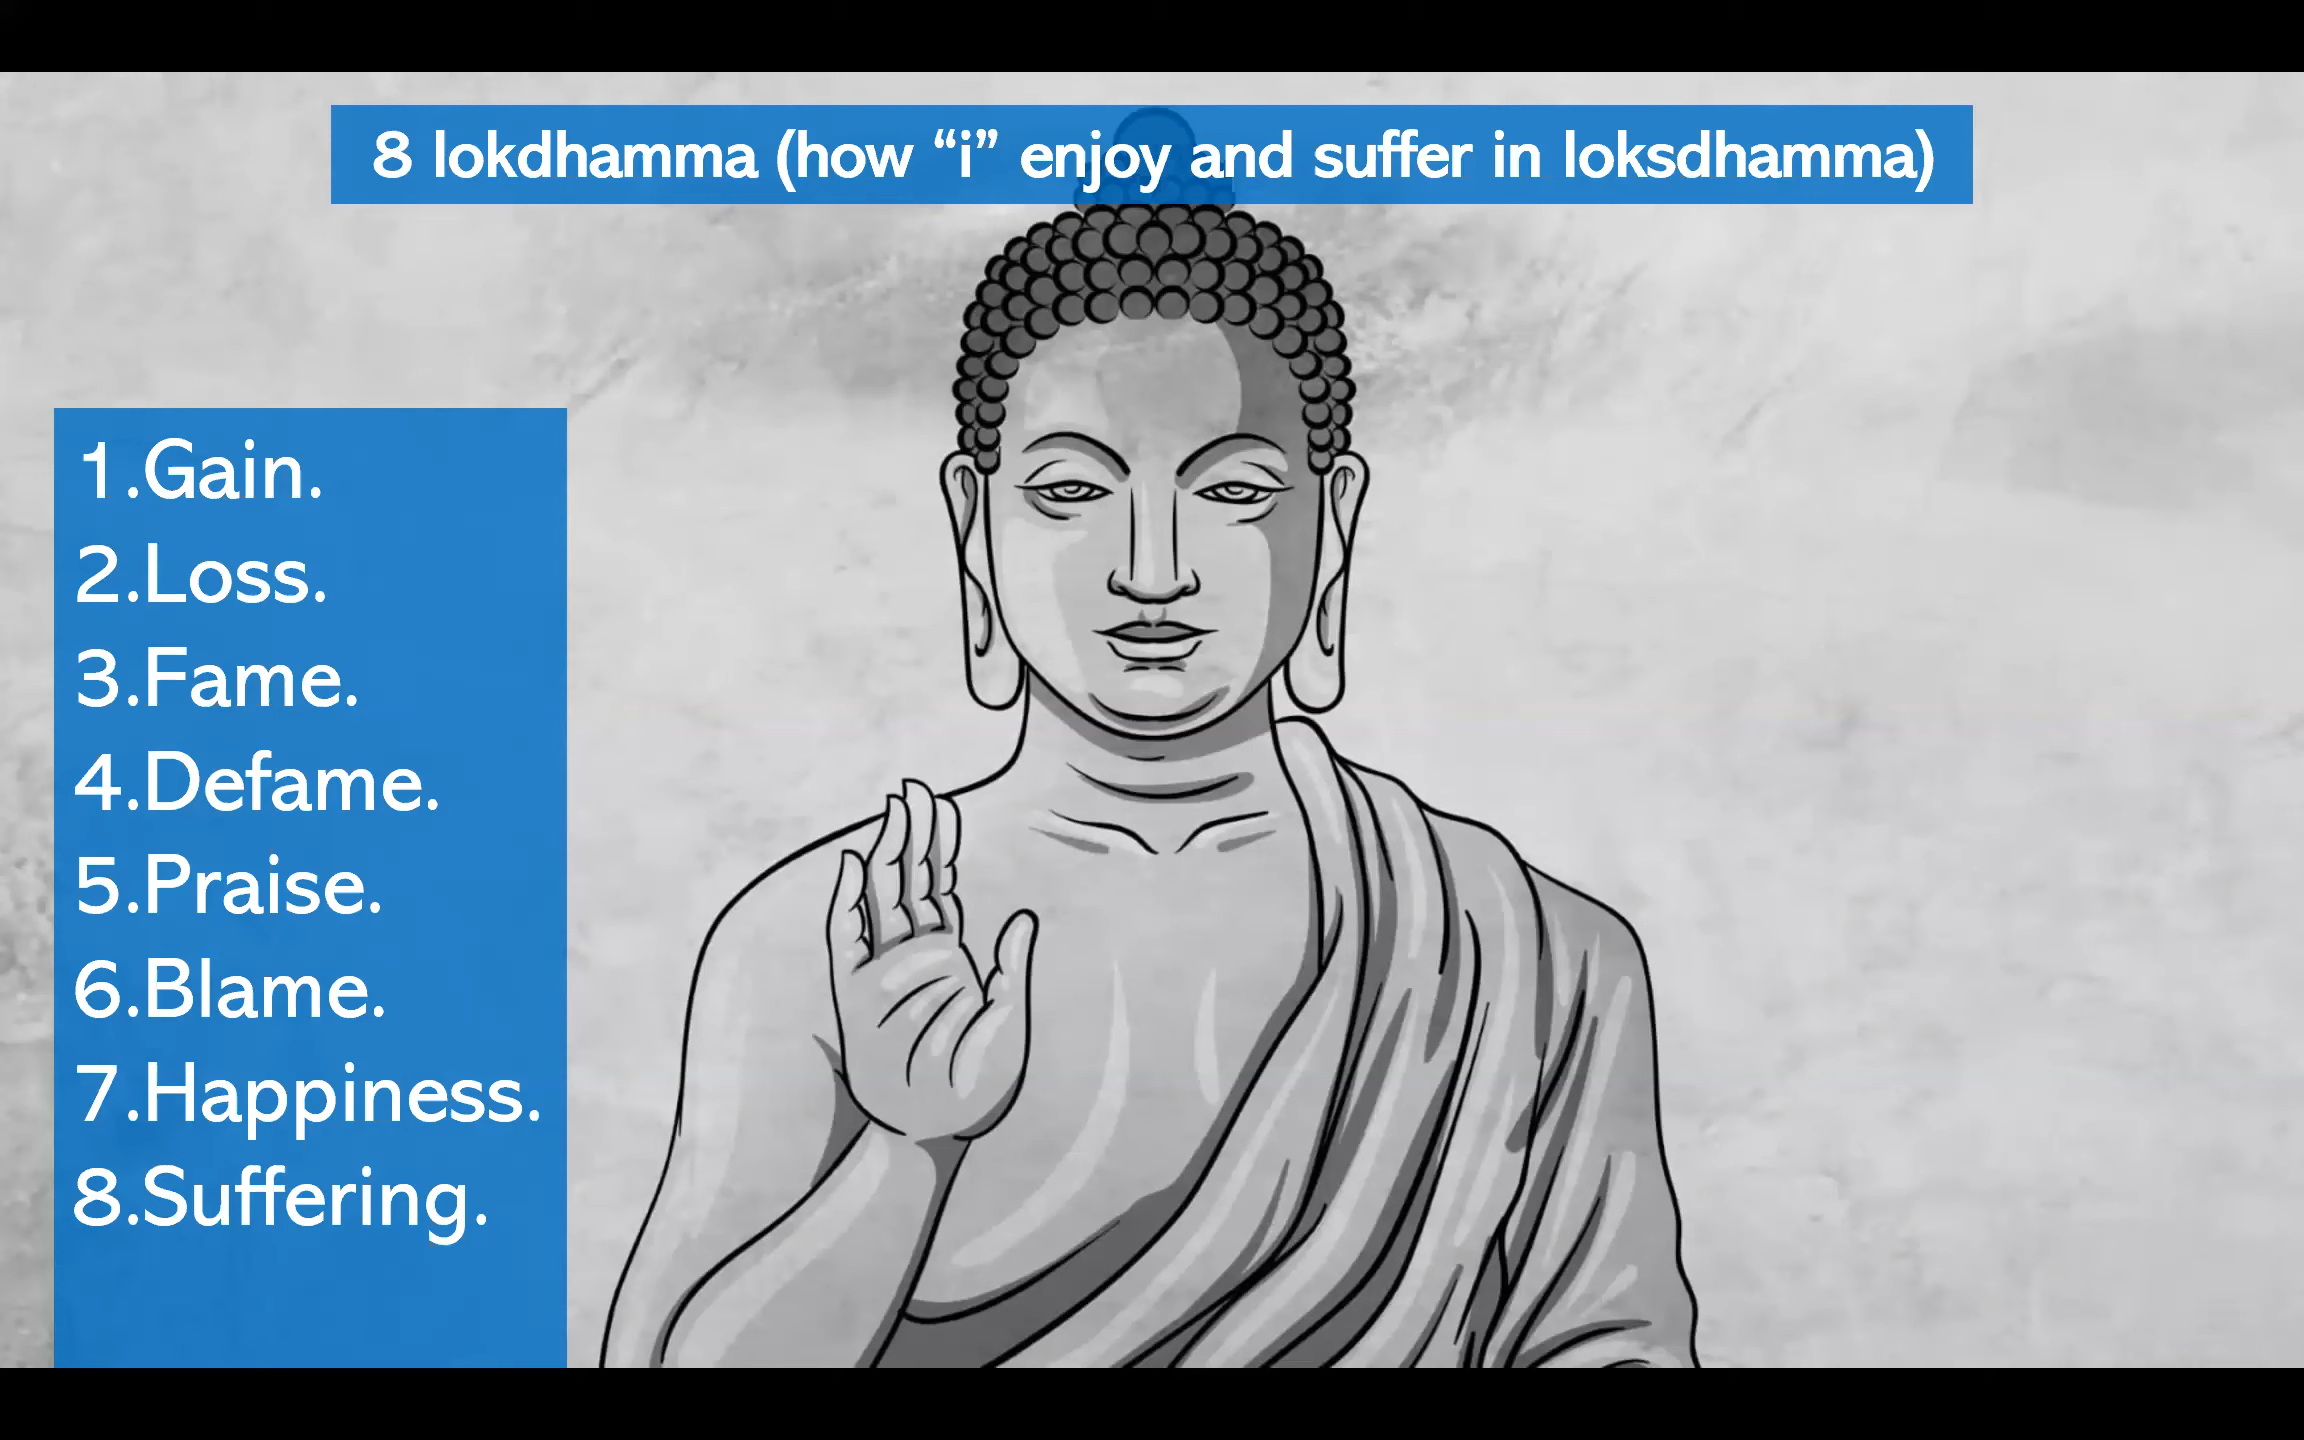 8 lokdhamma (how “i” enjoy and suffer in loksdhamma)
1.Gain.
2.Loss.
3.Fame.
4.Defame.
5.Praise.
6.Blame.
7.Happiness.
8.Suffering.